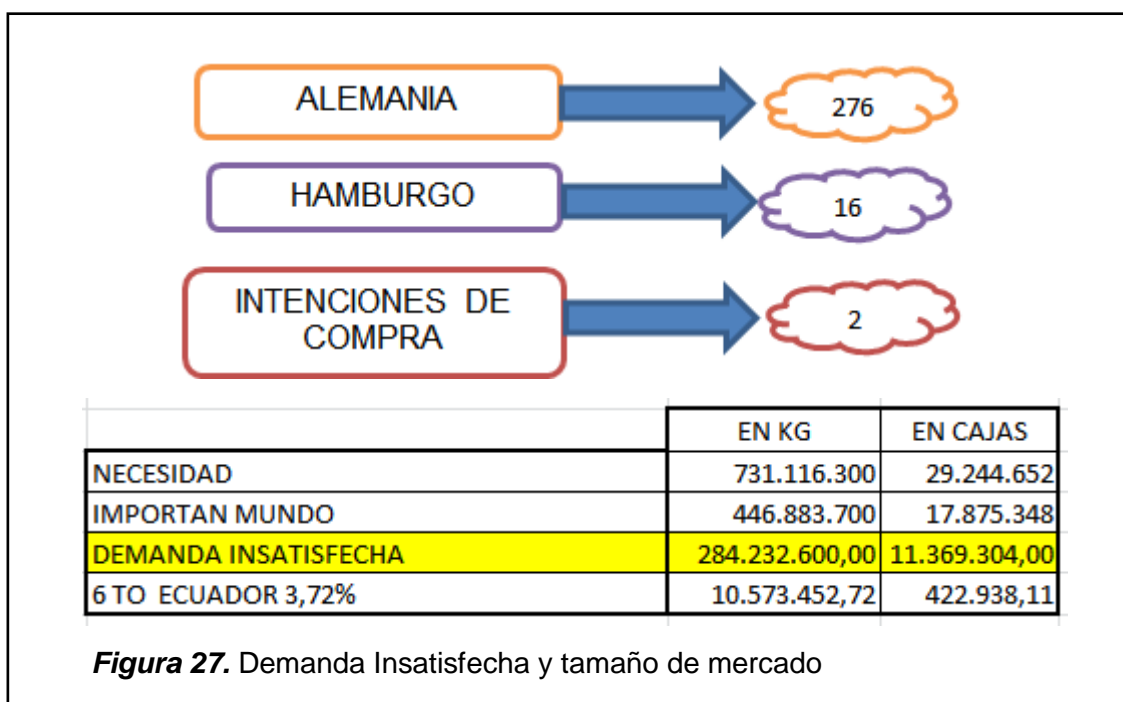 ALEMANIA
276
HAMBURGO
16
INTENCIONES DE
COMPRA
2
EN KG EN CAJAS
NECESIDAD 731.116.300 29.244.652
IMPORTAN MUNDO 446.883.700 17.875.348
DEMANDA INSATISFECHA 284.232.600,00 11.369.304,00
6 TO ECUADOR 3,72% 10.573.452,72 422.938,11
Figura 27. Demanda Insatisfecha y tamaño de mercado